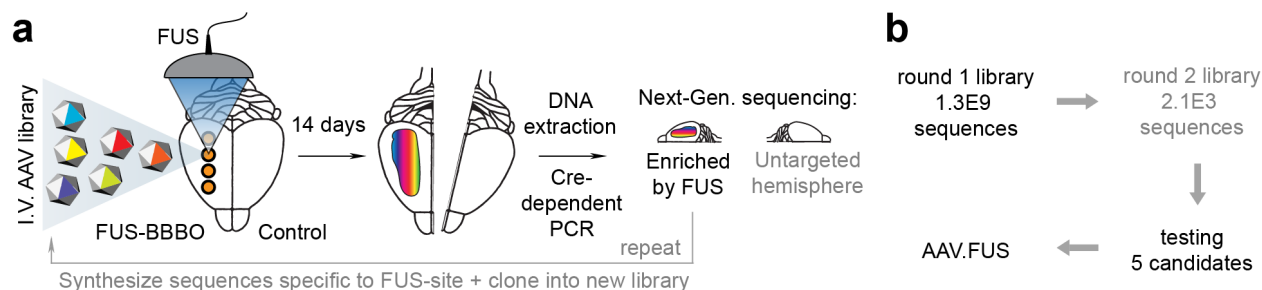 a
FUS
I.V. AAV library
FUS-BBBO
Control
14 days
DNA
extraction
Cre-
dependent
PCR
Next-Gen. sequencing:
Enriched
by FUS
Untargeted
hemisphere
repeat
Synthesize sequences specific to FUS-site + clone into new library
b
round 1 library
1.3E9
sequences
round 2 library
2.1E3
sequences
testing
5 candidates
AAV.FUS